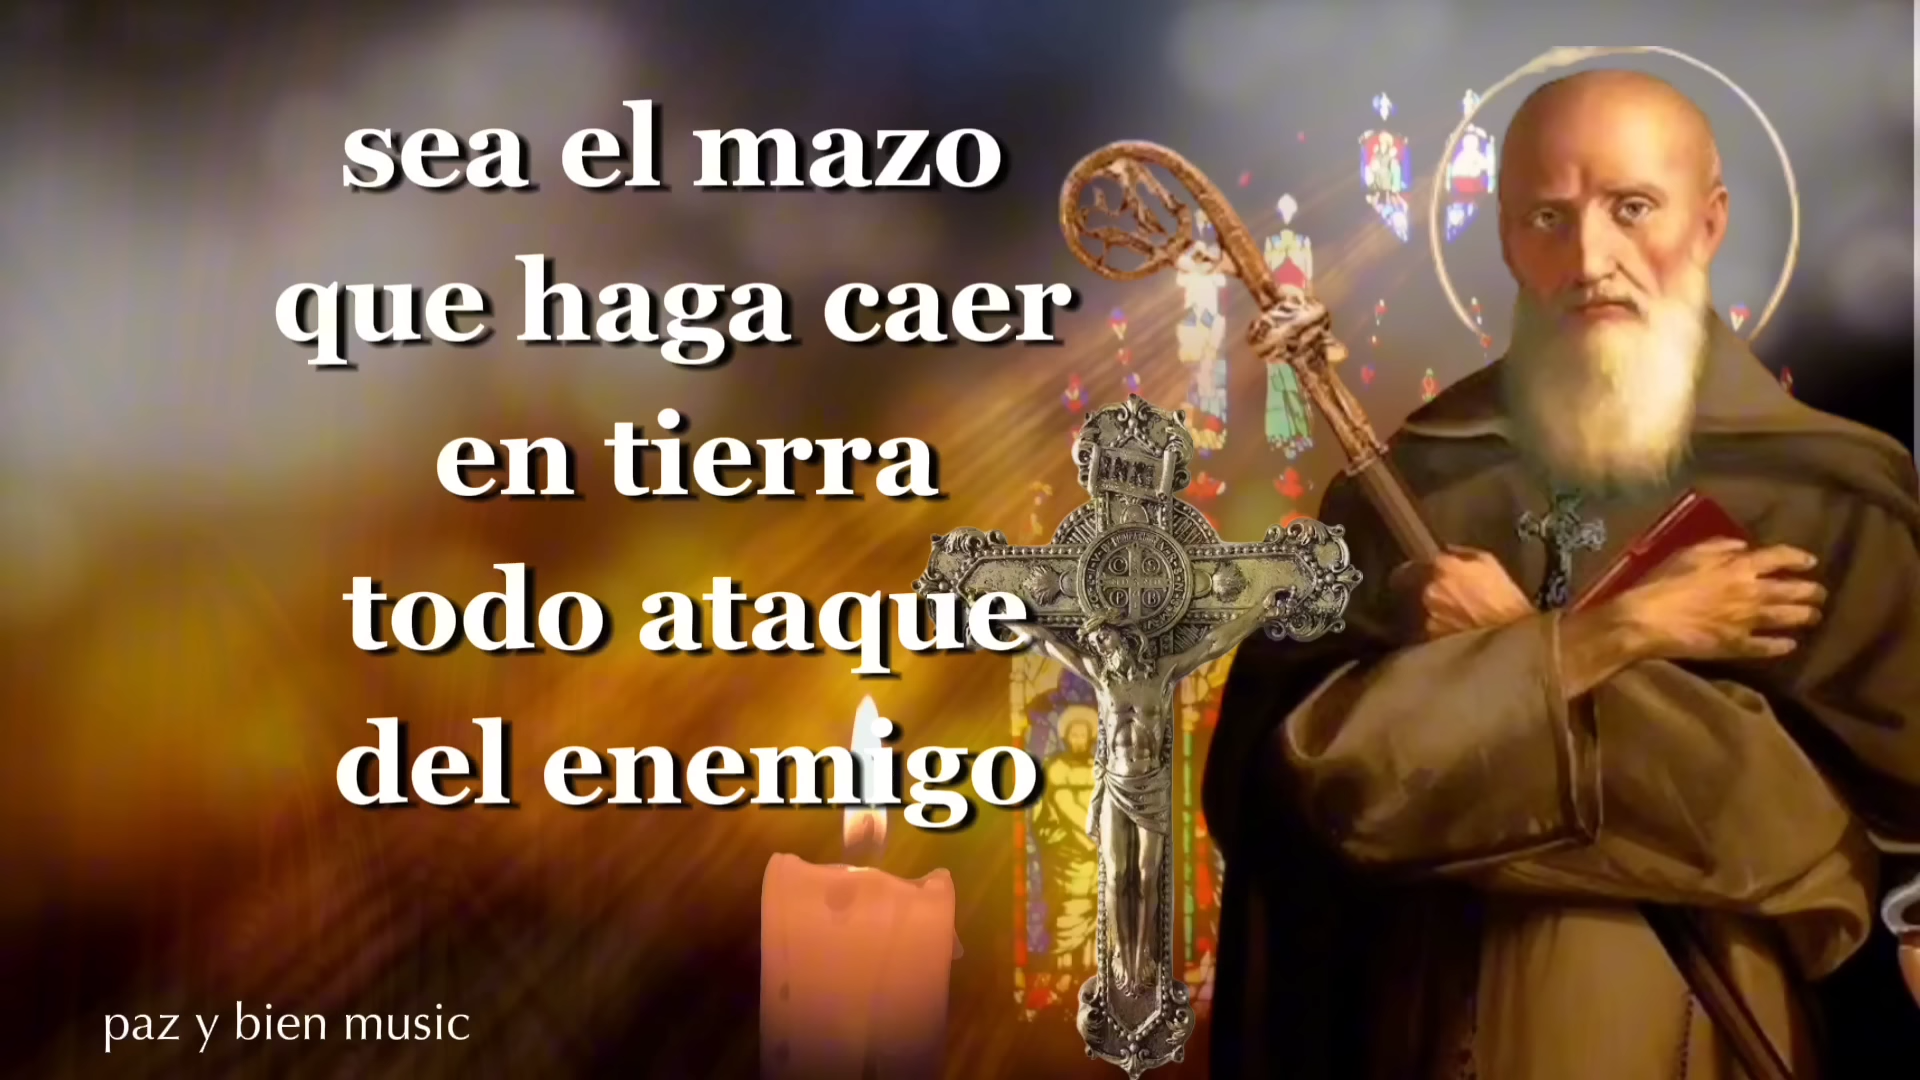 sea el mazo
que haga caer
en tierra
todo ataque
del enemigo
paz y bien music